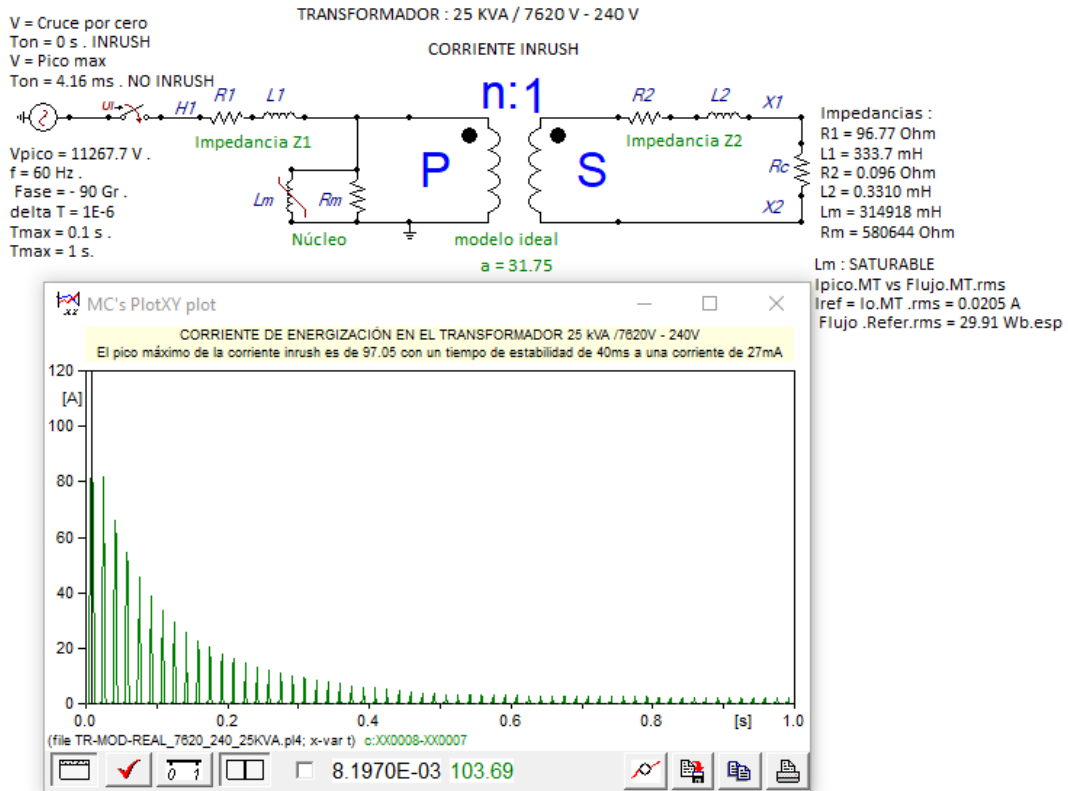 TRANSFORMADOR : 25 KVA / 7620 V - 240 V
V = Cruce por cero
Ton = 0 s . INRUSH
V = Pico max
Ton = 4.16 ms . NO INRUSH
CORRIENTE INRUSH
n:1
UI
H1
R1
L1
R2
L2
X1
Impedancia Z1
Impedancia Z2
P
S
Rc
X2
Lm
Rm
Núcleo
modelo ideal
a = 31.75
Vpico = 11267.7 V .
f = 60 Hz .
Fase = - 90 Gr .
delta T = 1E-6
Tmax = 0.1 s .
Tmax = 1 s.
Impedancias :
R1 = 96.77 Ohm
L1 = 333.7 mH
R2 = 0.096 Ohm
L2 = 0.3310 mH
Lm = 314918 mH
Rm = 580644 Ohm
Lm : SATURABLE
Ipico.MT vs Flujo.MT.rms
Iref = Io.MT .rms = 0.0205 A
Flujo .Refer.rms = 29.91 Wb.esp
MC's PlotXY plot
CORRIENTE DE ENERGIZACIÓN EN EL TRANSFORMADOR 25 kVA /7620V - 240V
El pico máximo de la corriente inrush es de 97.05 con un tiempo de estabilidad de 40ms a una corriente de 27mA
120
[A]
100
80
60
40
20
0
0.0
0.2
0.4
0.6
0.8
[s]
1.0
(file TR-MOD-REAL_7620_240_25KVA.pl4; x-var t) c:XX0008-XX0007
0 1
8.1970E-03 103.69